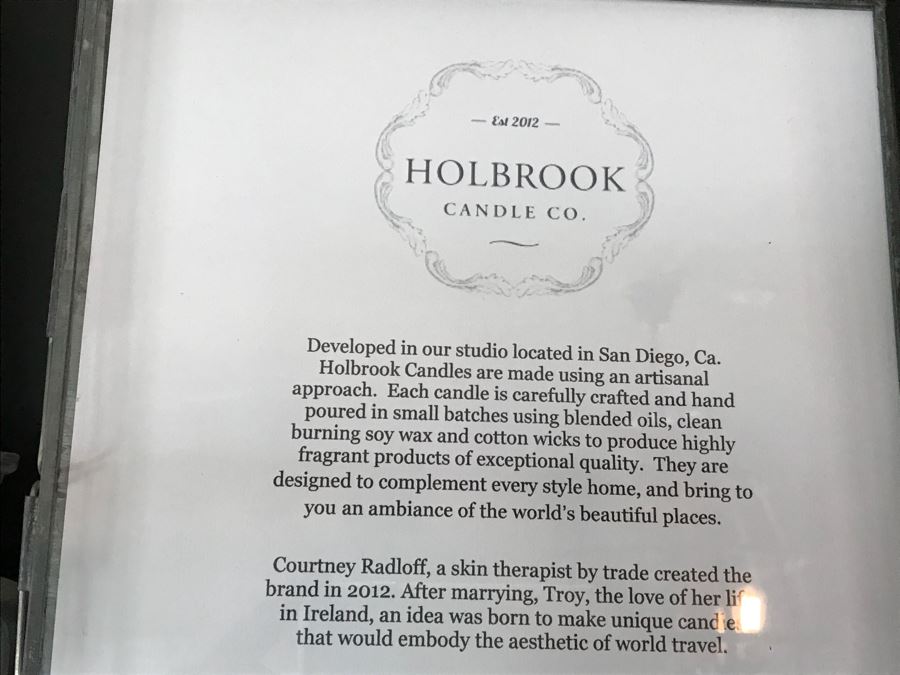 — Est 2012 —
HOLBROOK
CANDLE CO.
Developed in our studio located in San Diego, Ca.
Holbrook Candles are made using an artisanal
approach. Each candle is carefully crafted and hand
poured in small batches using blended oils, clean
burning soy wax and cotton wicks to produce highly
fragrant products of exceptional quality. They are
designed to complement every style home, and bring to
you an ambiance of the world's beautiful places.
Courtney Radloff, a skin therapist by trade created the
brand in 2012. After marrying, Troy, the love of her
in Ireland, an idea was born to make unique
that would embody the aesthetic of world travel.